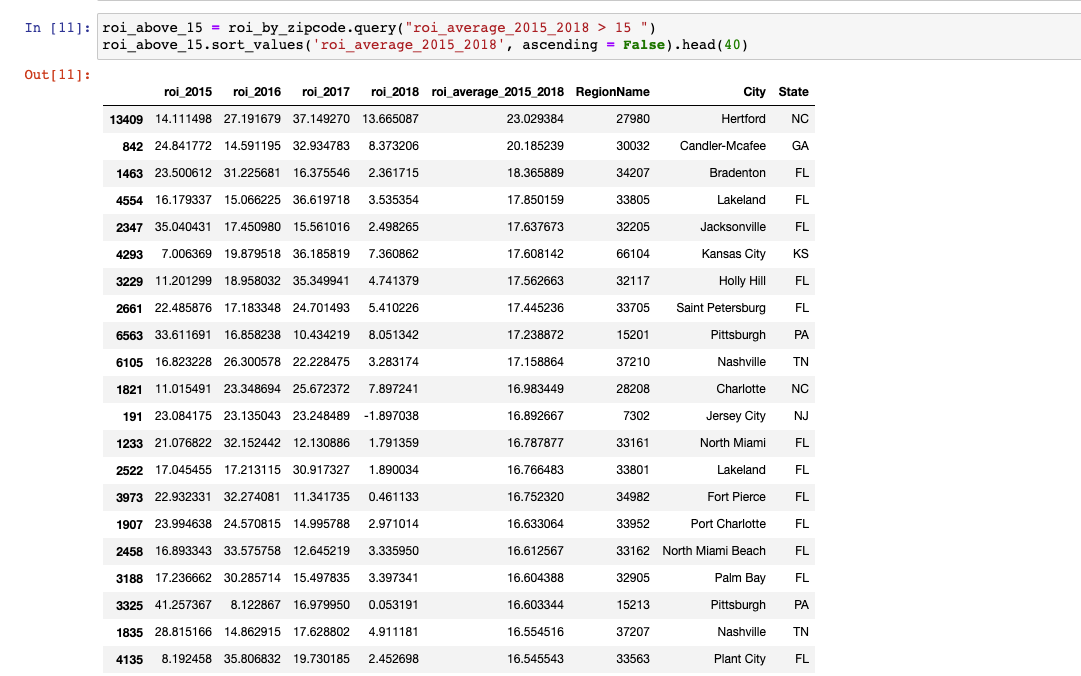 In [11]: roi_above_15 = roi_by_zipcode.query("roi_average_2015_2018 > 15 ")
roi_above_15.sort_values('roi_average_2015_2018', ascending = False).head(40)
Out[11]:
roi_2015 roi_2016 roi_2017 roi_2018 roi_average_2015_2018 RegionName City State
13409 14.111498 27.191679 37.149270 13.665087 23.029384 27980 Hertford NC
842 24.841772 14.591195 32.934783 8.373206 20.185239 30032 Candler-Mcafee GA
1463 23.500612 31.225681 16.375546 2.361715 18.365889 34207 Bradenton FL
4554 16.179337 15.066225 36.619718 3.535354 17.850159 33805 Lakeland FL
2347 35.040431 17.450980 15.561016 2.498265 17.637673 32205 Jacksonville FL
4293 7.006369 19.879518 36.185819 7.360862 17.608142 66104 Kansas City KS
3229 11.201299 18.958032 35.349941 4.741379 17.562663 32117 Holly Hill FL
2661 22.485876 17.183348 24.701493 5.410226 17.445236 33705 Saint Petersburg FL
6563 33.611691 16.858238 10.434219 8.051342 17.238872 15201 Pittsburgh PA
6105 16.823228 26.300578 22.228475 3.283174 17.158864 37210 Nashville TN
1821 11.015491 23.348694 25.672372 7.897241 16.983449 28208 Charlotte NC
191 23.084175 23.135043 23.248489 -1.897038 16.892667 7302 Jersey City NJ
1233 21.076822 32.152442 12.130886 1.791359 16.787877 33161 North Miami FL
2522 17.045455 17.213115 30.917327 1.890034 16.766483 33801 Lakeland FL
3973 22.932331 32.274081 11.341735 0.461133 16.752320 34982 Fort Pierce FL
1907 23.994638 24.570815 14.995788 2.971014 16.633064 33952 Port Charlotte FL
2458 16.893343 33.575758 12.645219 3.335950 16.612567 33162 North Miami Beach FL
3188 17.236662 30.285714 15.497835 3.397341 16.604388 32905 Palm Bay FL
3325 41.257367 8.122867 16.979950 0.053191 16.603344 15213 Pittsburgh PA
1835 28.815166 14.862915 17.628802 4.911181 16.554516 37207 Nashville TN
4135 8.192458 35.806832 19.730185 2.452698 16.545543 33563 Plant City FL